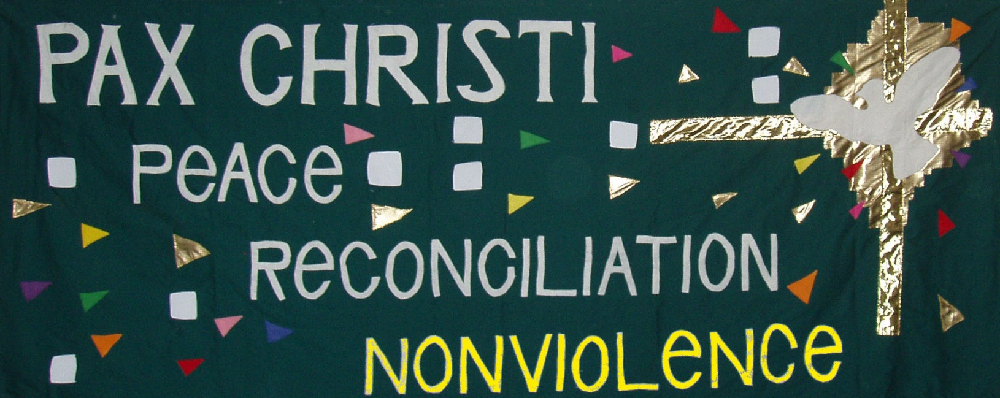 PAX CHRISTI
PeACe
ReCONCILIATION
NONVIOLeNCe